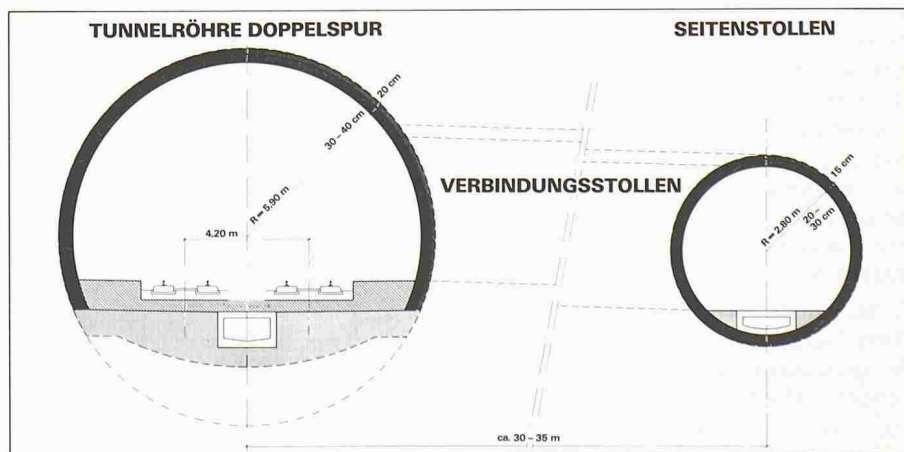 TUNNELRÖHRE DOPPELSPUR
SEITENSTOLLEN
20 cm
30 – 40 cm
R = 5.90 m
4.20 m
VERBINDUNGSSTOLLEN
15 cm
20 – 30 cm
R = 2.80 m
ca. 30 – 35 m